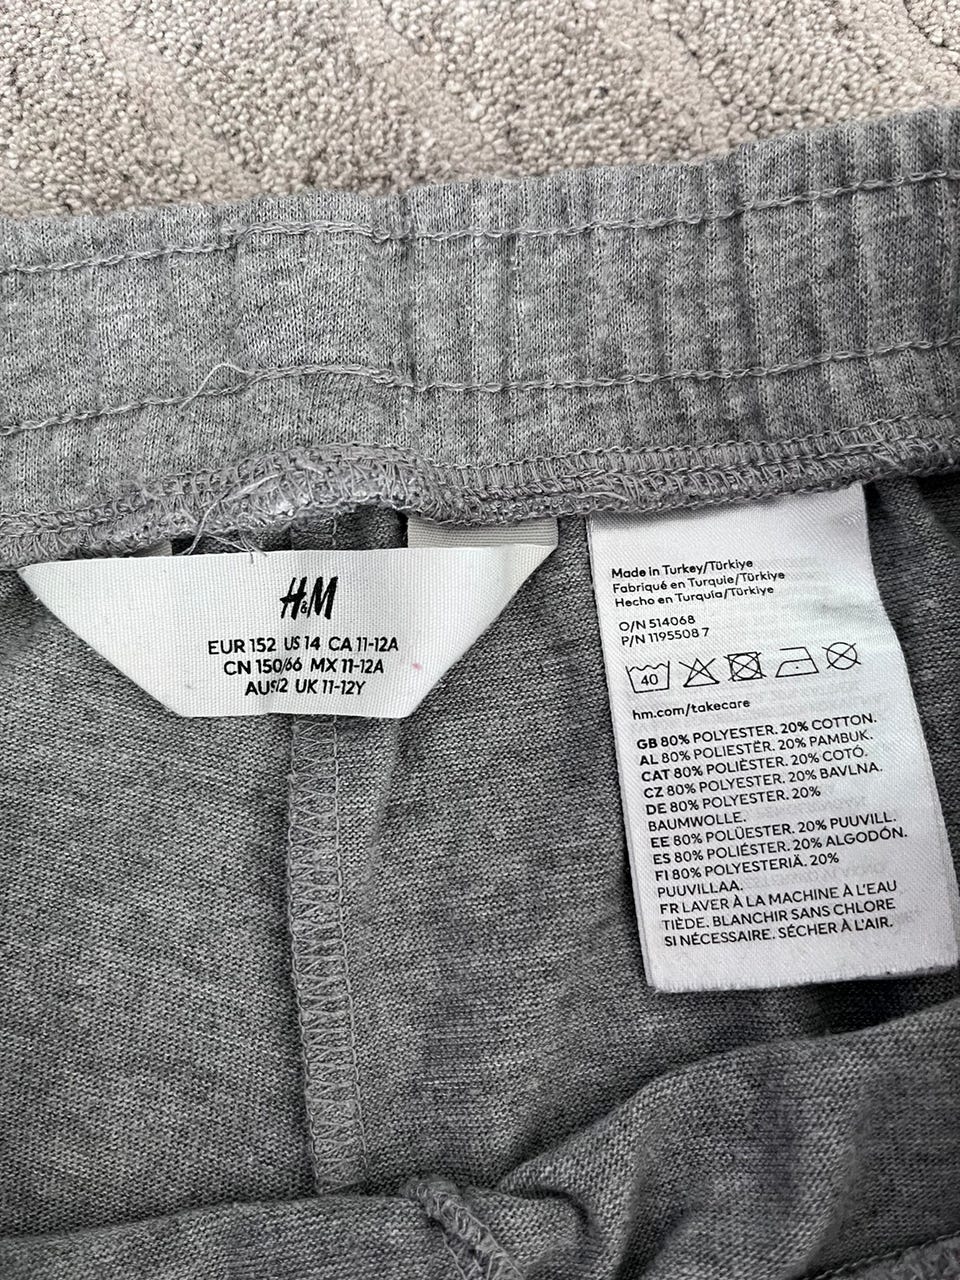 H&M
EUR 152 US 14 CA 11-12A
CN 150/66 MX 11-12A
AUS12 UK 11-12Y
Made in Turkey/Türkiye
Fabriqué en Turquie/Türkiye
Hecho en Turquía/Türkiye
O/N 514068
P/N 1195508 7
40
hm.com/takecare
GB 80% POLYESTER. 20% COTTON.
AL 80% POLIESTËR. 20% PAMBUK.
CAT 80% POLIÈSTER. 20% COTÓ.
CZ 80% POLYESTER. 20% BAVLNA.
DE 80% POLYESTER. 20%
BAUMWOLLE.
EE 80% POLÜESTER. 20% PUUVILL.
ES 80% POLIÉSTER. 20% ALGODÓN.
FI 80% POLYESTERIÄ. 20%
PUUVILLAA.
FR LAVER À LA MACHINE À L'EAU
TIÈDE. BLANCHIR SANS CHLORE
SI NÉCESSAIRE. SÉCHER À L'AIR.